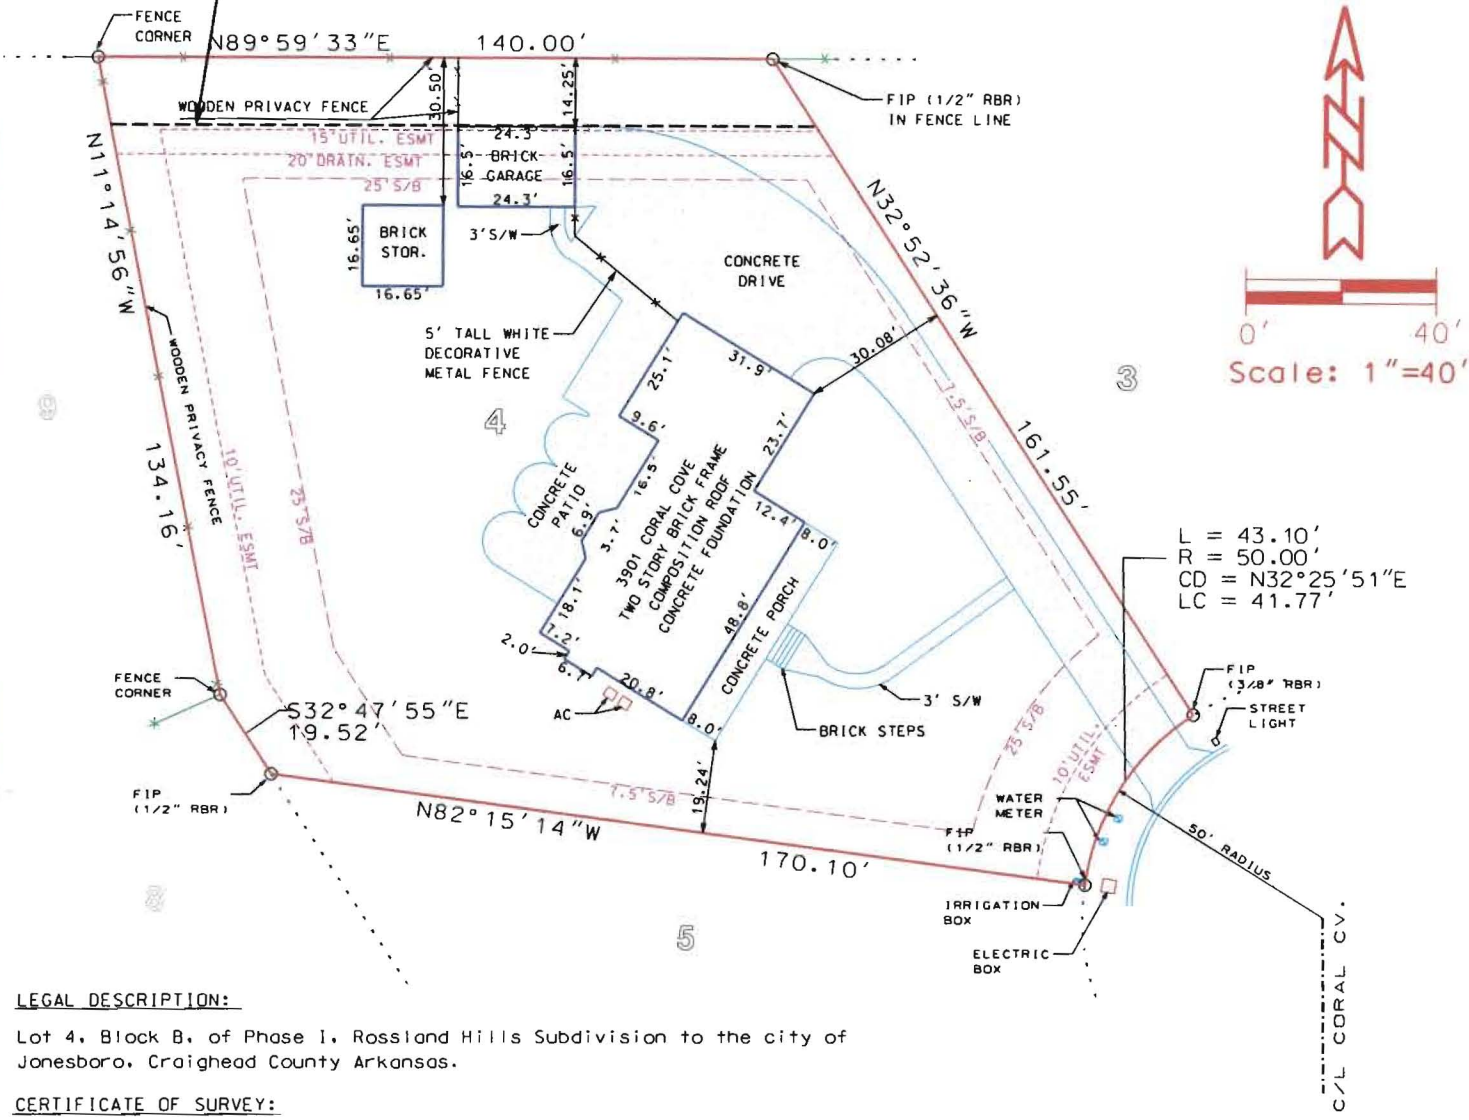 FENCE
CORNER
N89°59'33"E
140.00'
WOODEN PRIVACY FENCE
30.50'
14.25'
FIP (1/2" RBR)
IN FENCE LINE
15' UTIL. ESMT
20' DRAIN. ESMT
25' S/B
24.3'
16.5'
BRICK
GARAGE
16.5'
24.3'
N11°14'56"W
16.65'
BRICK
STOR.
16.65'
3' S/W
CONCRETE
DRIVE
N32°52'36"W
0'
40'
Scale: 1"=40'
5' TALL WHITE
DECORATIVE
METAL FENCE
WOODEN PRIVACY FENCE
25.1'
31.9'
30.08'
3
9
4
7.5' S/B
9.6'
23.7'
161.55'
134.16'
10' UTIL. ESMT
25' S/B
CONCRETE
PATIO
16.5'
6.9'
3.7'
3901 CORAL COVE
TWO STORY BRICK FRAME
COMPOSITION ROOF
CONCRETE FOUNDATION
12.4'
8.0'
L = 43.10'
R = 50.00'
CD = N32°25'51"E
LC = 41.77'
18.1'
7.2'
2.0'
6.7'
20.8'
48.8'
CONCRETE PORCH
8.0'
FENCE
CORNER
S32°47'55"E
19.52'
AC
BRICK STEPS
3' S/W
25' S/B
10' UTIL.
ESMT
FIP
(3/8" RBR)
STREET
LIGHT
FIP
(1/2" RBR)
7.5' S/B
19.24'
N82°15'14"W
170.10'
WATER
METER
FIP
(1/2" RBR)
50' RADIUS
IRRIGATION
BOX
ELECTRIC
BOX
8
5
C/L CORAL CV.
LEGAL DESCRIPTION:
Lot 4, Block B, of Phase I, Rossland Hills Subdivision to the city of
Jonesboro, Craighead County Arkansas.
CERTIFICATE OF SURVEY: